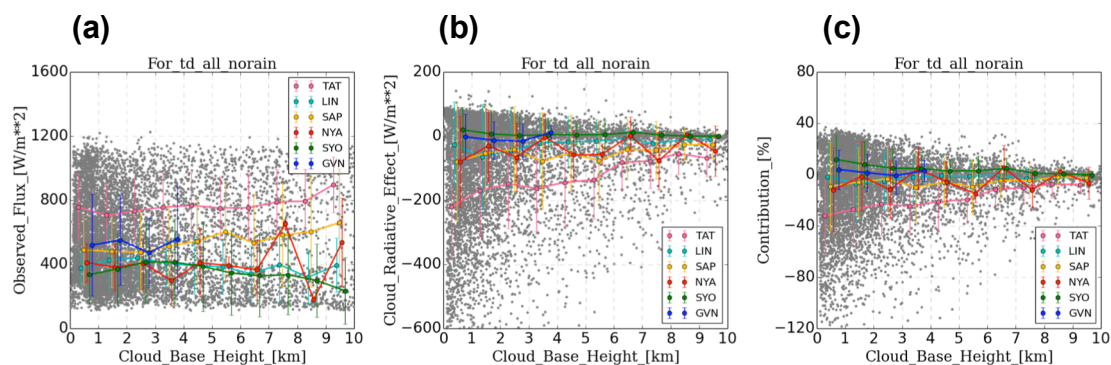 (a)
For_td_all_norain
Observed_Flux_[W/m**2]
1600
1200
800
400
0
TAT
LIN
SAP
NYA
SYO
GVN
0 1 2 3 4 5 6 7 8 9 10
Cloud_Base_Height_[km]
(b)
For_td_all_norain
Cloud_Radiative_Effect_[W/m**2]
200
0
−200
−400
−600
TAT
LIN
SAP
NYA
SYO
GVN
0 1 2 3 4 5 6 7 8 9 10
Cloud_Base_Height_[km]
(c)
For_td_all_norain
Contribution_[%]
80
40
0
−40
−80
−120
TAT
LIN
SAP
NYA
SYO
GVN
0 1 2 3 4 5 6 7 8 9 10
Cloud_Base_Height_[km]